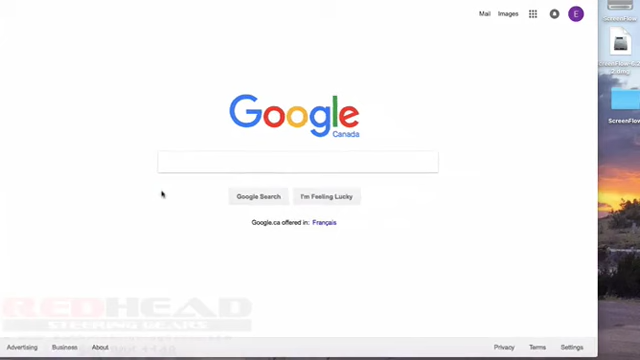 Mail Images
E
Google
Canada
Google Search I'm Feeling Lucky
Google.ca offered in: Français
REDHEAD
STEERING GEARS
Advertising Business About Privacy Terms Settings
ScreenFlow